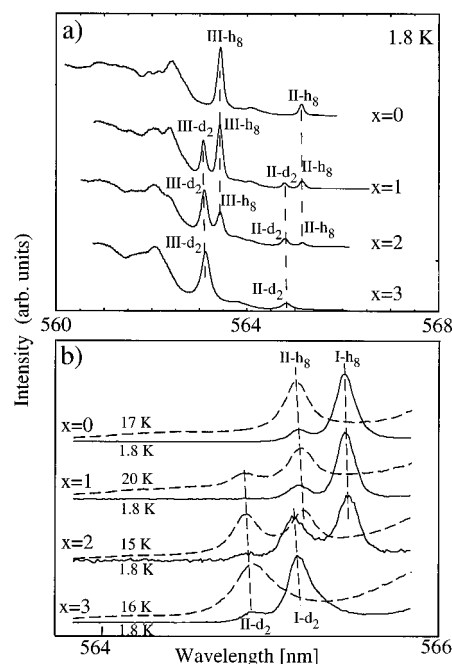 a)
1.8 K
III-h8
II-h8
x=0
III-d2
III-h8
II-d2
II-h8
x=1
III-d2
III-h8
II-d2
II-h8
x=2
III-d2
II-d2
x=3
560
564
568
Intensity (arb. units)
b)
II-h8
I-h8
x=0
17 K
1.8 K
x=1
20 K
1.8 K
x=2
15 K
1.8 K
x=3
16 K
1.8 K
II-d2
I-d2
564
566
Wavelength [nm]